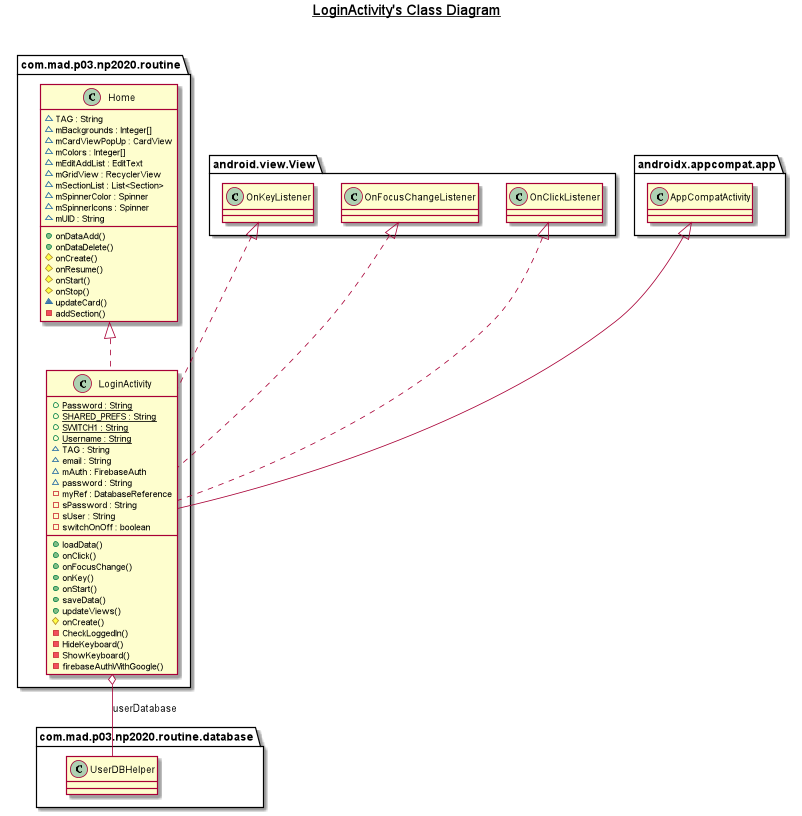 LoginActivity's Class Diagram
com.mad.p03.np2020.routine
C Home
TAG : String
mBackgrounds : Integer[]
mCardViewPopUp : CardView
mColors : Integer[]
mEditAddList : EditText
mGridView : RecyclerView
mSectionList : List<Section>
mSpinnerColor : Spinner
mSpinnerIcons : Spinner
mUID : String
onDataAdd()
onDataDelete()
onCreate()
onResume()
onStart()
onStop()
updateCard()
addSection()
android.view.View
C OnKeyListener
C OnFocusChangeListener
C OnClickListener
androidx.appcompat.app
C AppCompatActivity
C LoginActivity
Password : String
SHARED_PREFS : String
SWITCH1 : String
Username : String
TAG : String
email : String
mAuth : FirebaseAuth
password : String
myRef : DatabaseReference
sPassword : String
sUser : String
switchOnOff : boolean
loadData()
onClick()
onFocusChange()
onKey()
onStart()
saveData()
updateViews()
onCreate()
CheckLoggedIn()
HideKeyboard()
ShowKeyboard()
firebaseAuthWithGoogle()
userDatabase
com.mad.p03.np2020.routine.database
C UserDBHelper